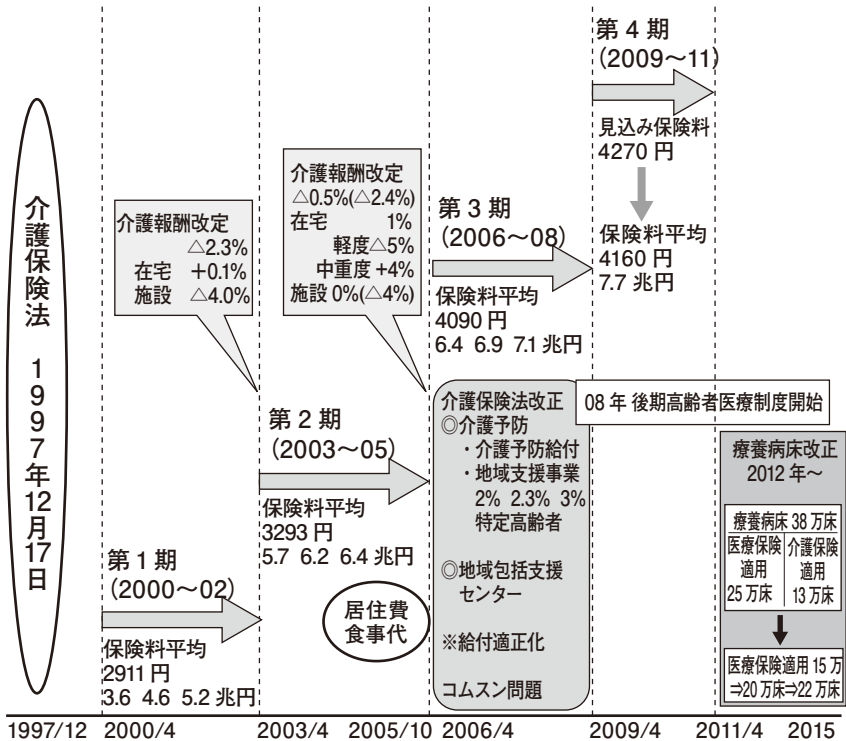 介護保険法 1997年12月17日
第1期
(2000〜02)
保険料平均
2911円
3.6 4.6 5.2兆円
介護報酬改定
△2.3%
在宅 +0.1%
施設 △4.0%
第2期
(2003〜05)
保険料平均
3293円
5.7 6.2 6.4兆円
居住費
食事代
介護報酬改定
△0.5%(△2.4%)
在宅 1%
軽度△5%
中重度 +4%
施設 0%(△4%)
第3期
(2006〜08)
保険料平均
4090円
6.4 6.9 7.1兆円
介護保険法改正
◎介護予防
・介護予防給付
・地域支援事業
2% 2.3% 3%
特定高齢者
◎地域包括支援
センター
※給付適正化
コムスン問題
第4期
(2009〜11)
見込み保険料
4270円
保険料平均
4160円
7.7兆円
08年 後期高齢者医療制度開始
療養病床改正
2012年〜
療養病床38万床
医療保険
適用
25万床
介護保険
適用
13万床
医療保険適用15万
⇒20万床⇒22万床
1997/12 2000/4 2003/4 2005/10 2006/4 2009/4 2011/4 2015